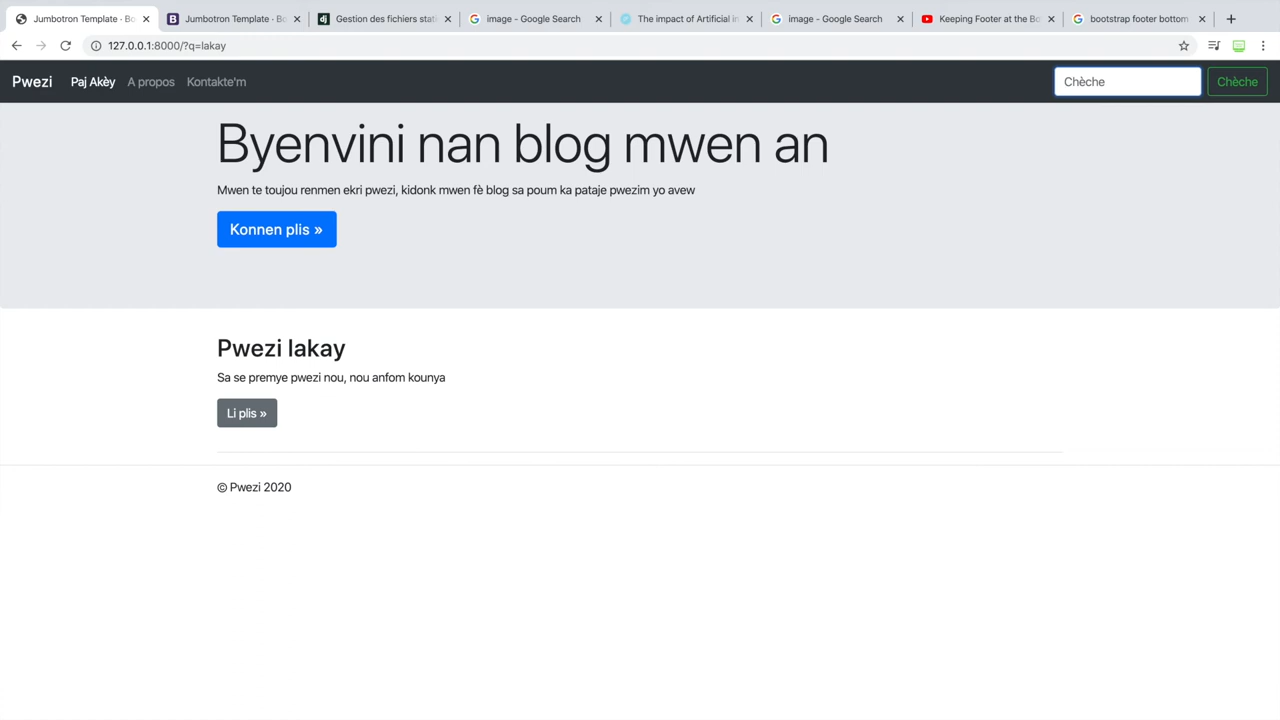 Jumbotron Template · Bo
Jumbotron Template · Bo
Gestion des fichiers stati
image - Google Search
The impact of Artificial in
image - Google Search
Keeping Footer at the Bo
bootstrap footer bottom
127.0.0.1:8000/?q=lakay
Pwezi
Paj Akèy
A propos
Kontakte'm
Chèche
Chèche
Byenvini nan blog mwen an
Mwen te toujou renmen ekri pwezi, kidonk mwen fè blog sa poum ka pataje pwezim yo avew
Konnen plis »
Pwezi lakay
Sa se premye pwezi nou, nou anfom kounya
Li plis »
© Pwezi 2020